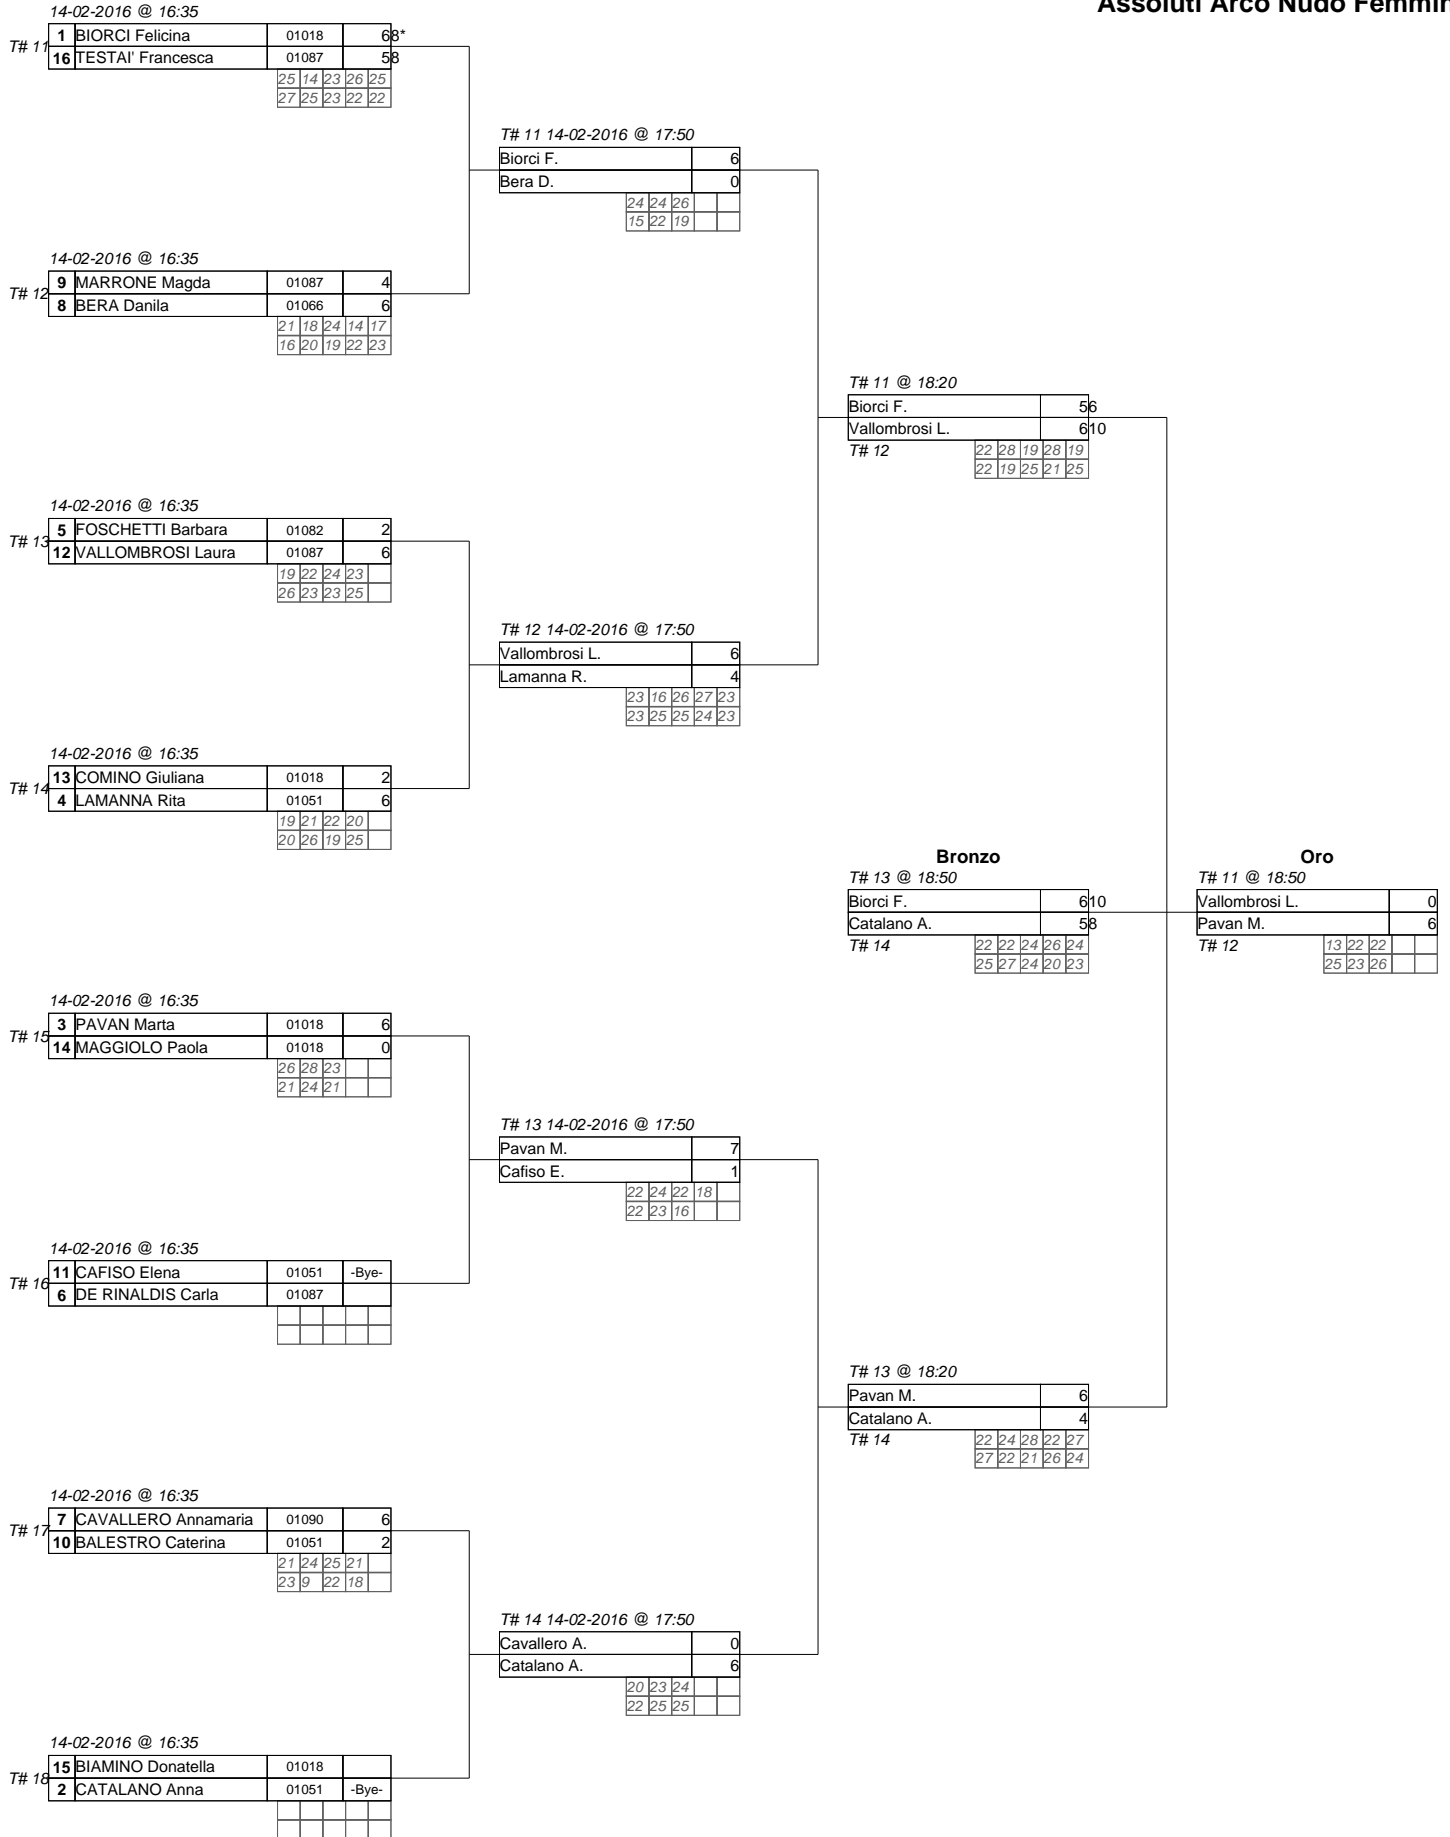 Assoluti Arco Nudo Femmin
14-02-2016 @ 16:35
T# 11
1 BIORCI Felicina 01018 68*
16 TESTAI' Francesca 01087 58
25 14 23 26 25
27 25 23 22 22
T# 11 14-02-2016 @ 17:50
Biorci F. 6
Bera D. 0
24 24 26
15 22 19
14-02-2016 @ 16:35
T# 12
9 MARRONE Magda 01087 4
8 BERA Danila 01066 6
21 18 24 14 17
16 20 19 22 23
T# 11 @ 18:20
Biorci F. 56
Vallombrosi L. 610
T# 12
22 28 19 28 19
22 19 25 21 25
14-02-2016 @ 16:35
T# 13
5 FOSCHETTI Barbara 01082 2
12 VALLOMBROSI Laura 01087 6
19 22 24 23
26 23 23 25
T# 12 14-02-2016 @ 17:50
Vallombrosi L. 6
Lamanna R. 4
23 16 26 27 23
23 25 25 24 23
14-02-2016 @ 16:35
T# 14
13 COMINO Giuliana 01018 2
4 LAMANNA Rita 01051 6
19 21 22 20
20 26 19 25
Bronzo
T# 13 @ 18:50
Biorci F. 610
Catalano A. 58
T# 14
22 22 24 26 24
25 27 24 20 23
Oro
T# 11 @ 18:50
Vallombrosi L. 0
Pavan M. 6
T# 12
13 22 22
25 23 26
14-02-2016 @ 16:35
T# 15
3 PAVAN Marta 01018 6
14 MAGGIOLO Paola 01018 0
26 28 23
21 24 21
T# 13 14-02-2016 @ 17:50
Pavan M. 7
Cafiso E. 1
22 24 22 18
22 23 16
14-02-2016 @ 16:35
T# 16
11 CAFISO Elena 01051 -Bye-
6 DE RINALDIS Carla 01087
T# 13 @ 18:20
Pavan M. 6
Catalano A. 4
T# 14
22 24 28 22 27
27 22 21 26 24
14-02-2016 @ 16:35
T# 17
7 CAVALLERO Annamaria 01090 6
10 BALESTRO Caterina 01051 2
21 24 25 21
23 9 22 18
T# 14 14-02-2016 @ 17:50
Cavallero A. 0
Catalano A. 6
20 23 24
22 25 25
14-02-2016 @ 16:35
T# 18
15 BIAMINO Donatella 01018
2 CATALANO Anna 01051 -Bye-